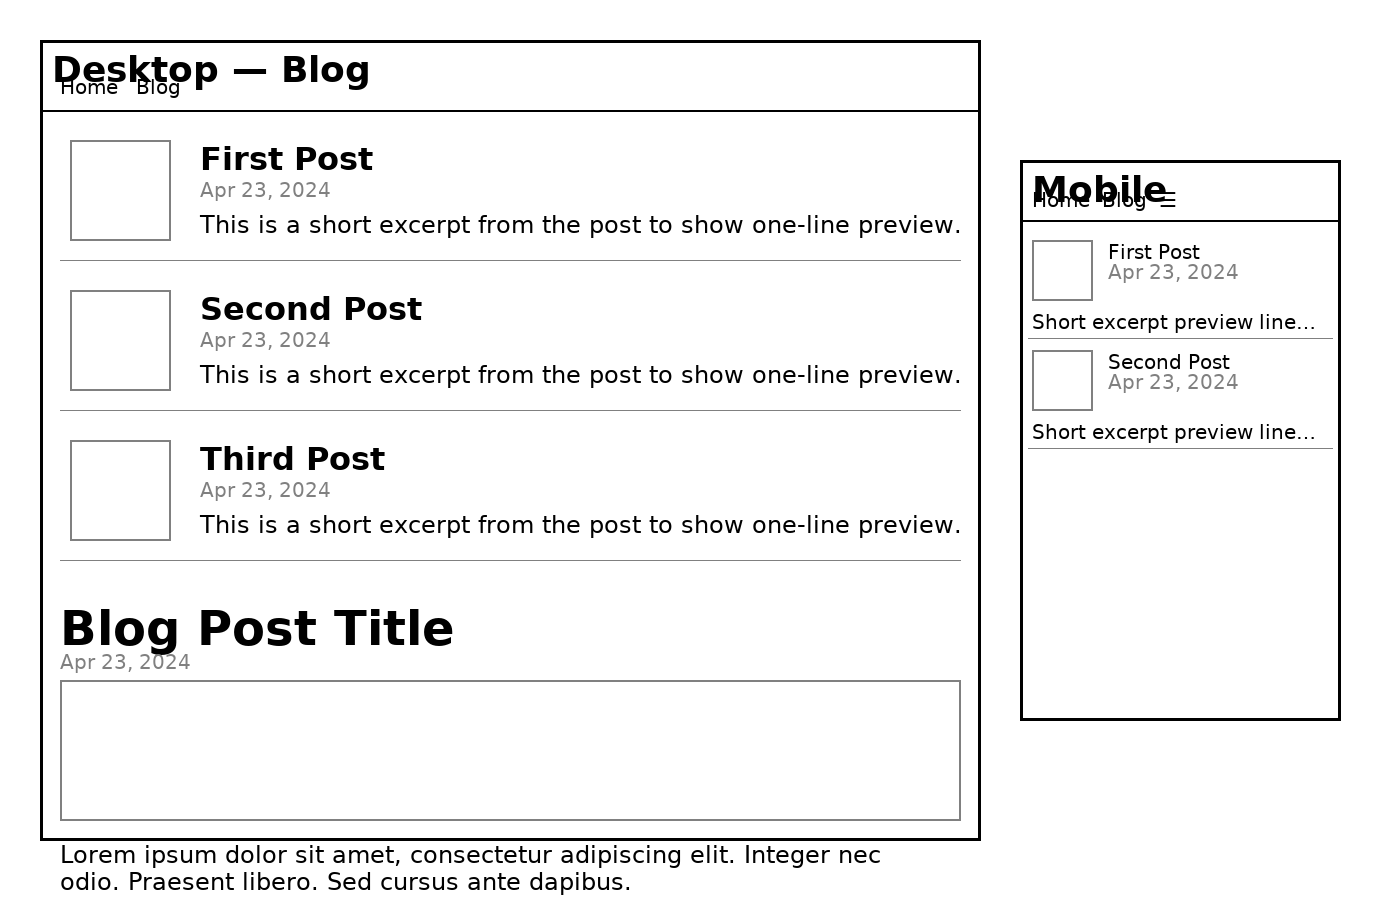 Desktop — Blog
Home Blog
First Post
Apr 23, 2024
This is a short excerpt from the post to show one-line preview.
Second Post
Apr 23, 2024
This is a short excerpt from the post to show one-line preview.
Third Post
Apr 23, 2024
This is a short excerpt from the post to show one-line preview.
Blog Post Title
Apr 23, 2024
Lorem ipsum dolor sit amet, consectetur adipiscing elit. Integer nec
odio. Praesent libero. Sed cursus ante dapibus.
Mobile
Home Blog ☰
First Post
Apr 23, 2024
Short excerpt preview line...
Second Post
Apr 23, 2024
Short excerpt preview line...